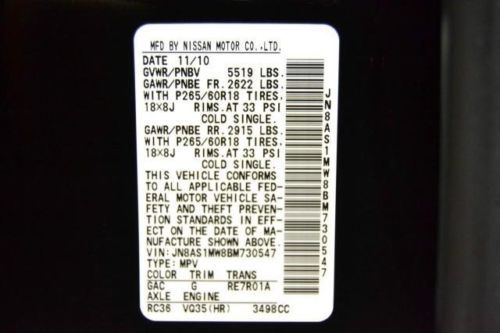 MFD BY NISSAN MOTOR CO.,LTD.
DATE 11/10
GVWR/PNBV 5519 LBS.
GAWR/PNBE FR. 2622 LBS.
WITH P265/60R18 TIRES.
18X8J RIMS. AT 33 PSI
COLD SINGLE.
GAWR/PNBE RR. 2915 LBS.
WITH P265/60R18 TIRES.
18X8J RIMS. AT 33 PSI
COLD SINGLE.
THIS VEHICLE CONFORMS
TO ALL APPLICABLE FED-
ERAL MOTOR VEHICLE SA-
FETY AND THEFT PREVEN-
TION STANDARDS IN EFF-
ECT ON THE DATE OF MA-
NUFACTURE SHOWN ABOVE.
VIN: JN8AS1MW8BM730547
TYPE: MPV
COLOR TRIM TRANS
GAC G RE7R01A
AXLE ENGINE
RC36 VQ35(HR) 3498CC
JN8AS1MW8BM730547